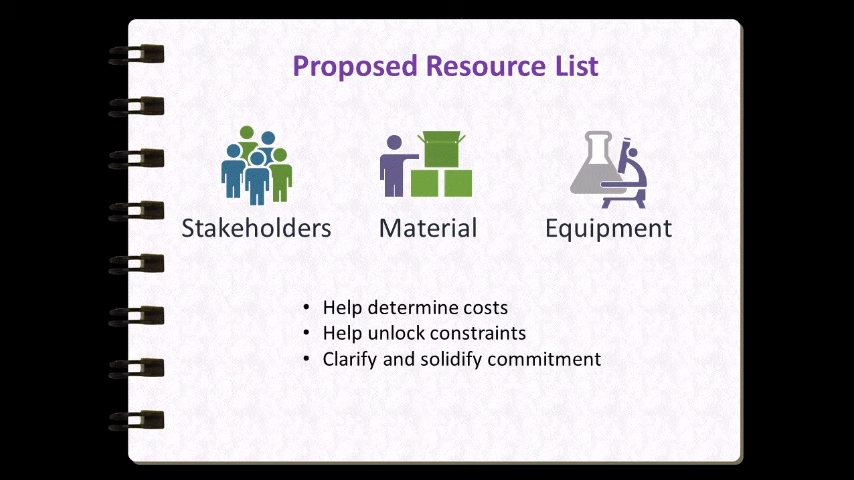 Proposed Resource List
Stakeholders Material Equipment
• Help determine costs
• Help unlock constraints
• Clarify and solidify commitment